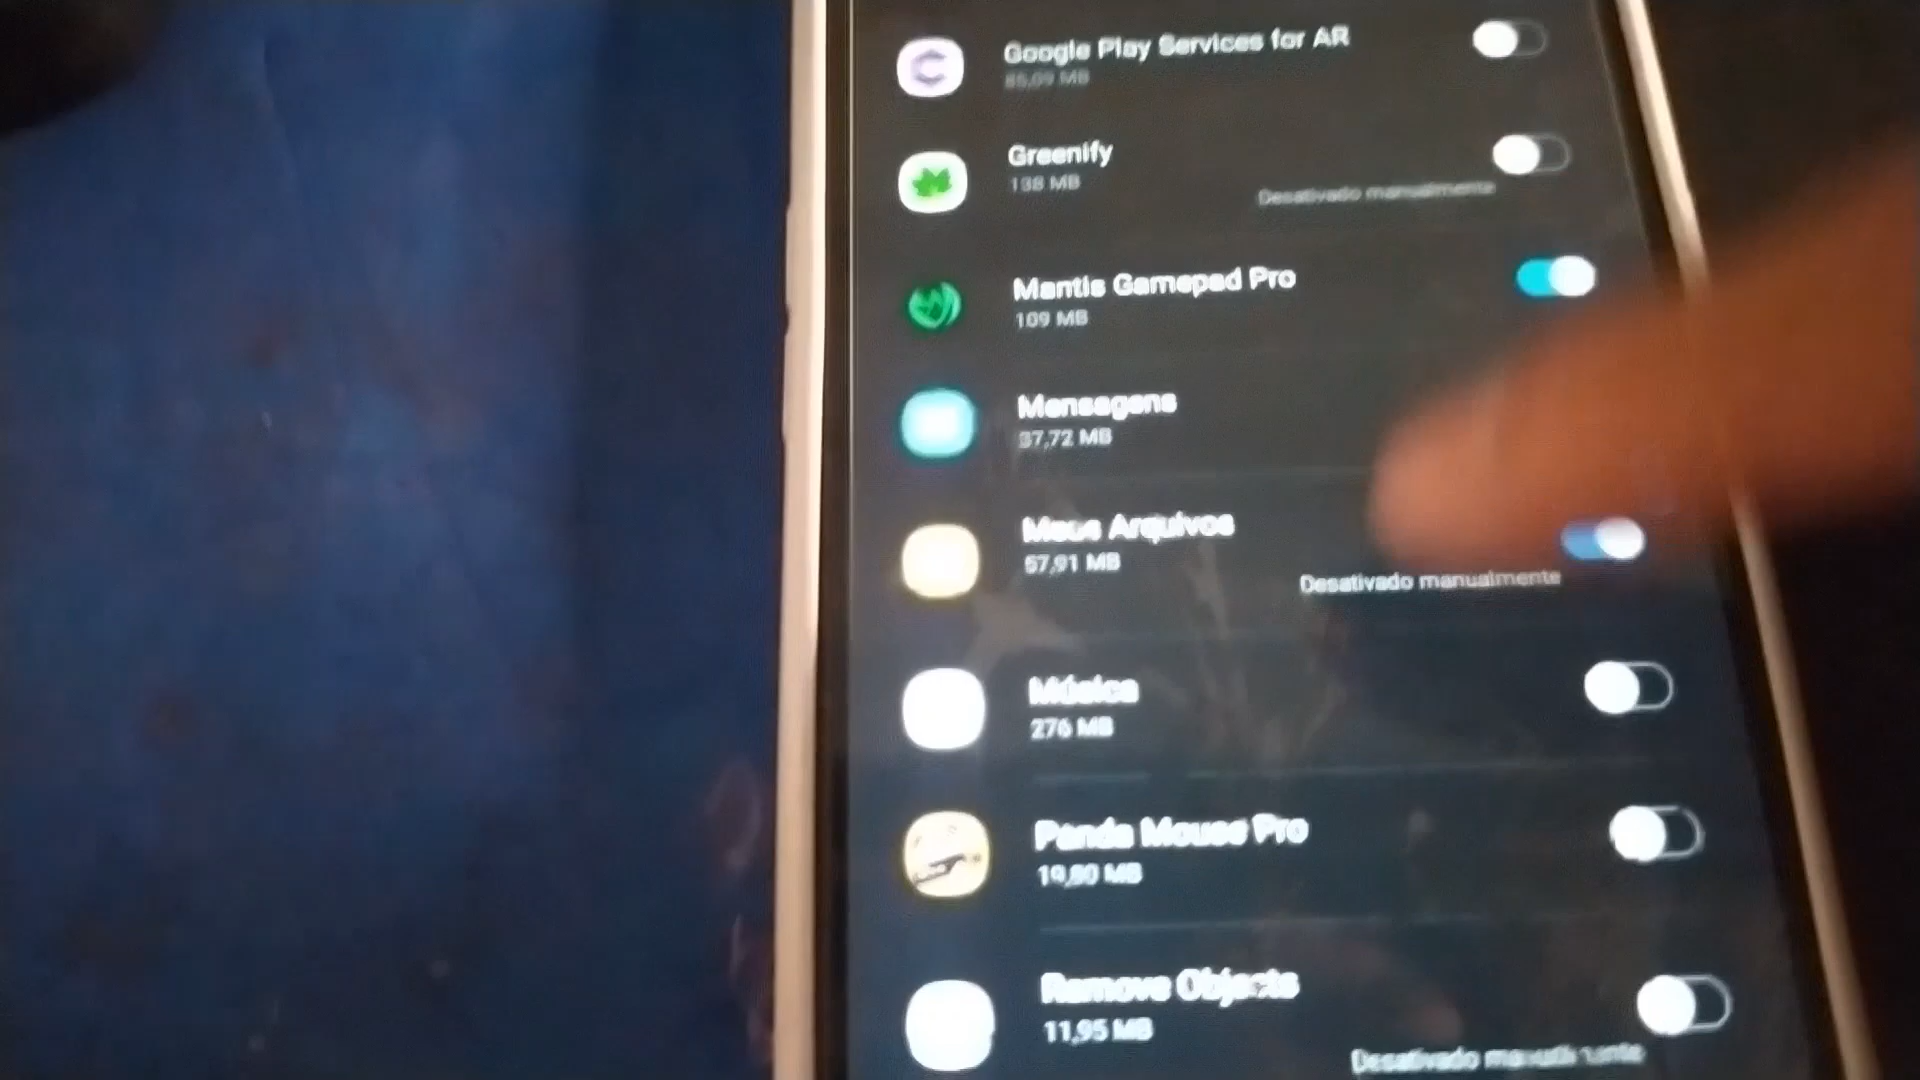 Google Play Services for AR
85,09 MB
Greenify
138 MB
Desativado manualmente
Mantis Gamepad Pro
109 MB
Mensagens
37,72 MB
Meus Arquivos
57,91 MB
Desativado manualmente
Música
276 MB
Panda Mouse Pro
19,80 MB
Remove Objects
11,95 MB
Desativado manualmente